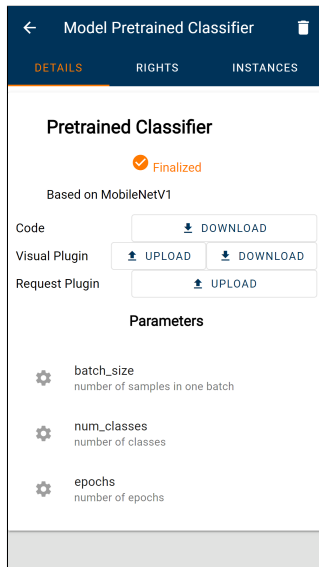 Model Pretrained Classifier
DETAILS RIGHTS INSTANCES
Pretrained Classifier
Finalized
Based on MobileNetV1
Code DOWNLOAD
Visual Plugin UPLOAD DOWNLOAD
Request Plugin UPLOAD
Parameters
batch_size
number of samples in one batch
num_classes
number of classes
epochs
number of epochs